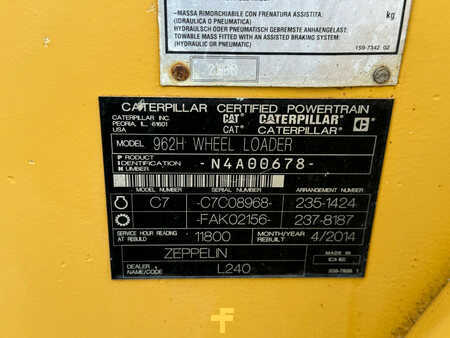 -MASSA RIMORCHIABILE CON FRENATURA ASSISTITA.
(IDRAULICA O PNEUMATICA)
kg
HYDRAULISCH ODER PNEUMATISCH GEBREMSTE ANHAENGELAST:
TOWABLE MASS FITTED WITH AN ASSISTED BRAKING SYSTEM:
(HYDRAULIC OR PNEUMATIC)
159-7342 02
CATERPILLAR CERTIFIED POWERTRAIN
CATERPILLAR INC.
PEORIA, IL. 61601
USA
CAT CATERPILLAR
CAT CATERPILLAR
MODEL 962H WHEEL LOADER
PRODUCT
IDENTIFICATION -N4A00678-
NUMBER
MODEL SERIAL NUMBER ARRANGEMENT NUMBER
C7 -C7C08968- 235-1424
-FAK02156- 237-8187
SERVICE HOUR READING
AT REBUILD 11800 MONTH/YEAR
REBUILT 4/2014
ZEPPELIN MADE IN
DEALER
NAME/CODE L240
F